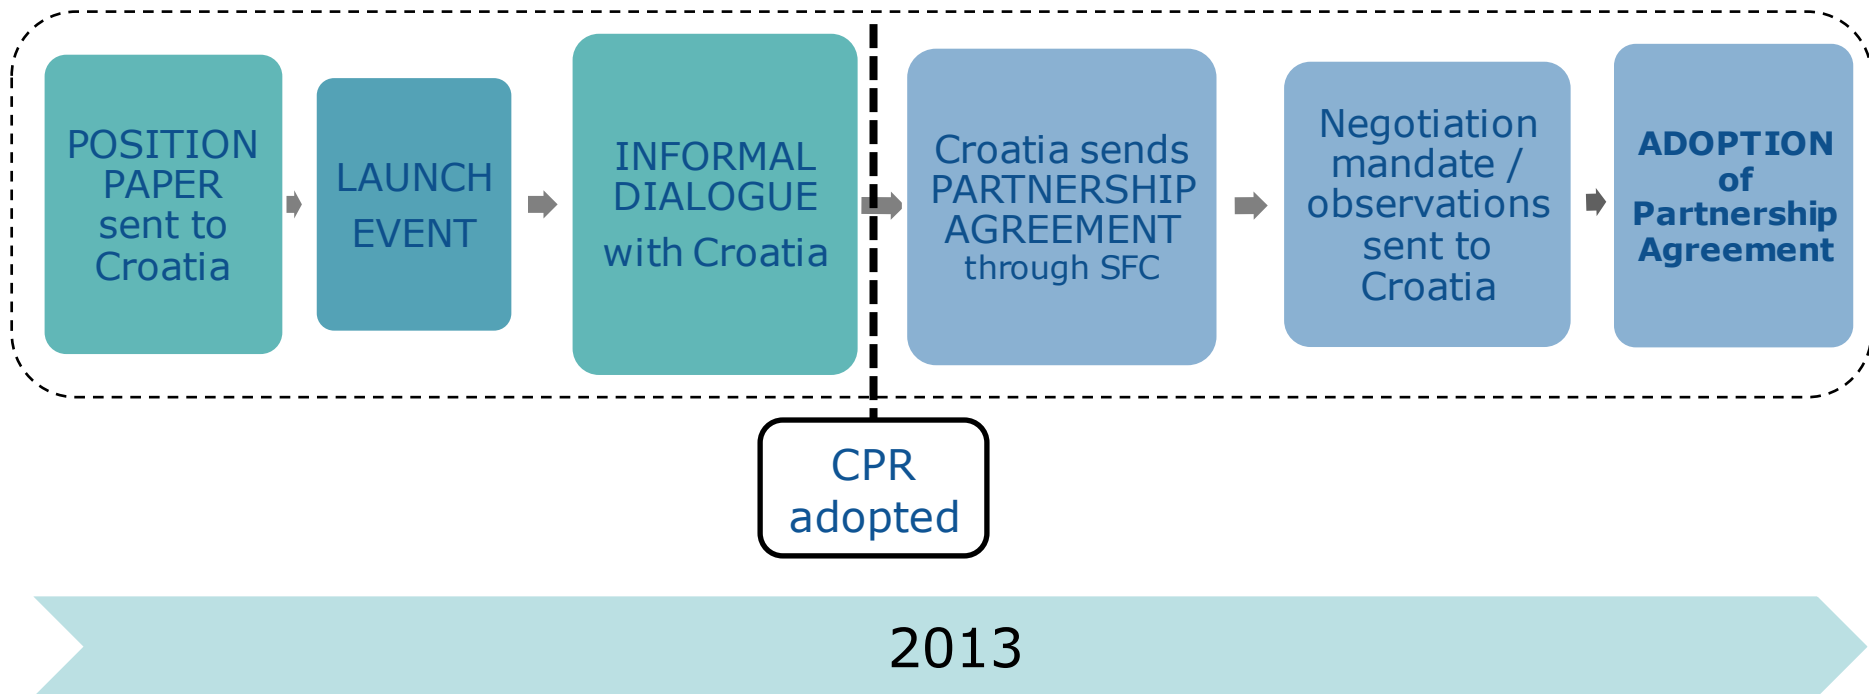 POSITION
PAPER
sent to
Croatia
LAUNCH
EVENT
INFORMAL
DIALOGUE
with Croatia
Croatia sends
PARTNERSHIP
AGREEMENT
through SFC
Negotiation
mandate /
observations
sent to
Croatia
ADOPTION
of
Partnership
Agreement
CPR
adopted
2013